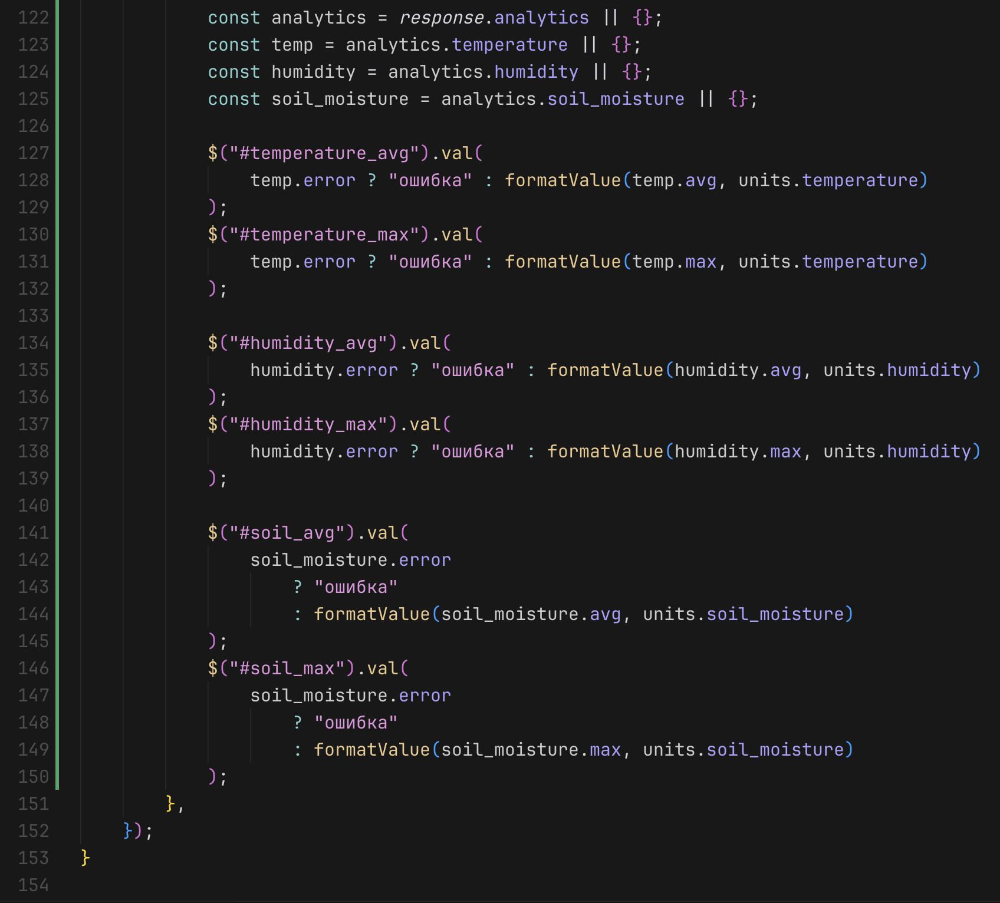 122 const analytics = response.analytics || {};
123 const temp = analytics.temperature || {};
124 const humidity = analytics.humidity || {};
125 const soil_moisture = analytics.soil_moisture || {};
126
127 $("#temperature_avg").val(
128 temp.error ? "ошибка" : formatValue(temp.avg, units.temperature)
129 );
130 $("#temperature_max").val(
131 temp.error ? "ошибка" : formatValue(temp.max, units.temperature)
132 );
133
134 $("#humidity_avg").val(
135 humidity.error ? "ошибка" : formatValue(humidity.avg, units.humidity)
136 );
137 $("#humidity_max").val(
138 humidity.error ? "ошибка" : formatValue(humidity.max, units.humidity)
139 );
140
141 $("#soil_avg").val(
142 soil_moisture.error
143 ? "ошибка"
144 : formatValue(soil_moisture.avg, units.soil_moisture)
145 );
146 $("#soil_max").val(
147 soil_moisture.error
148 ? "ошибка"
149 : formatValue(soil_moisture.max, units.soil_moisture)
150 );
151 },
152 });
153 }
154